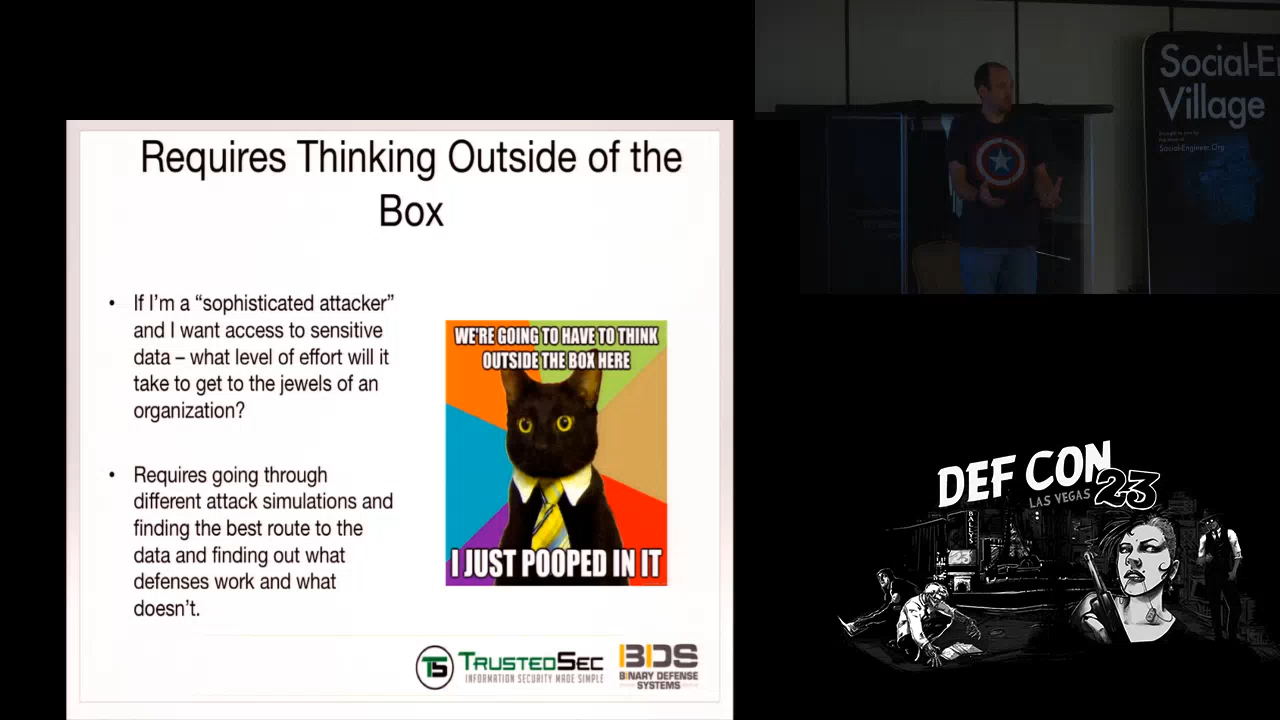 Requires Thinking Outside of the
Box
• If I'm a “sophisticated attacker”
and I want access to sensitive
data – what level of effort will it
take to get to the jewels of an
organization?
• Requires going through
different attack simulations and
finding the best route to the
data and finding out what
defenses work and what
doesn't.
WE'RE GOING TO HAVE TO THINK
OUTSIDE THE BOX HERE
I JUST POOPED IN IT
TS TRUSTEDSEC
INFORMATION SECURITY MADE SIMPLE
BDS
BINARY DEFENSE
SYSTEMS
Social-E
Village
Social-Engineer.Org
DEF CON
LAS VEGAS 23
BALLYS